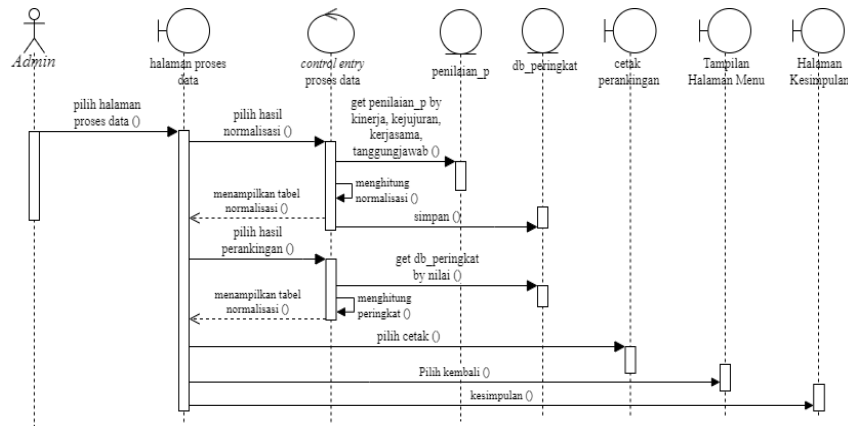 Admin
halaman proses
data
control entry
proses data
penilaian_p
db_peringkat
cetak
perankingan
Tampilan
Halaman Menu
Halaman
Kesimpulan
pilih halaman
proses data ()
pilih hasil
normalisasi ()
get penilaian_p by
kinerja, kejujuran,
kerjasama,
tanggungjawab ()
menghitung
normalisasi ()
menampilkan tabel
normalisasi ()
simpan ()
pilih hasil
perankingan ()
get db_peringkat
by nilai ()
menampilkan tabel
normalisasi ()
menghitung
peringkat ()
pilih cetak ()
Pilih kembali ()
kesimpulan ()